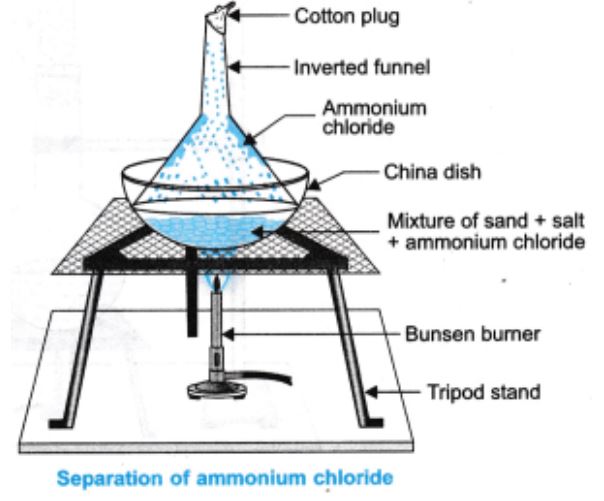 Cotton plug
Inverted funnel
Ammonium
chloride
China dish
Mixture of sand + salt
+ ammonium chloride
Bunsen burner
Tripod stand
Separation of ammonium chloride